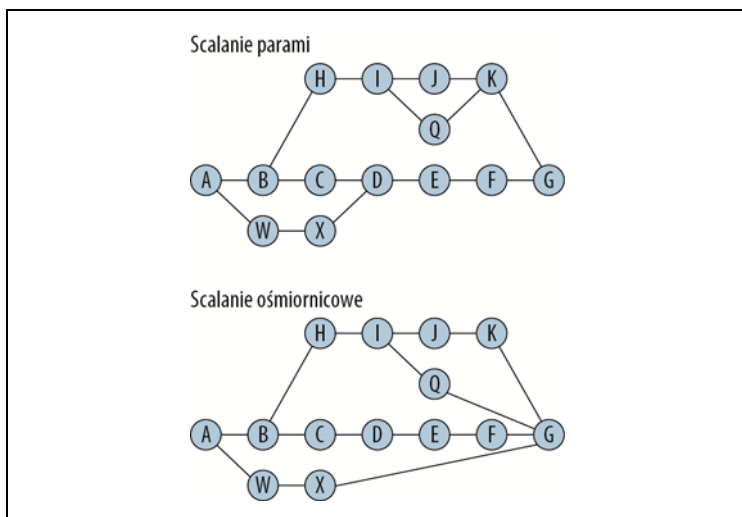 Scalanie parami
H I J K
Q
A B C D E F G
W X
Scalanie ośmiornicowe
H I J K
Q
A B C D E F G
W X